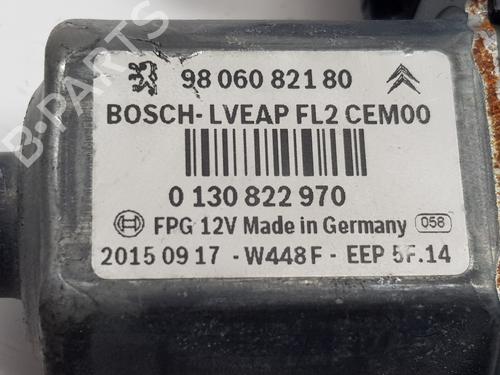 98 060 821 80
BOSCH- LVEAP FL2 CEM00
0 130 822 970
FPG 12V Made in Germany 058
2015 09 17 - W448 F - EEP 5F.14
B-PARTS